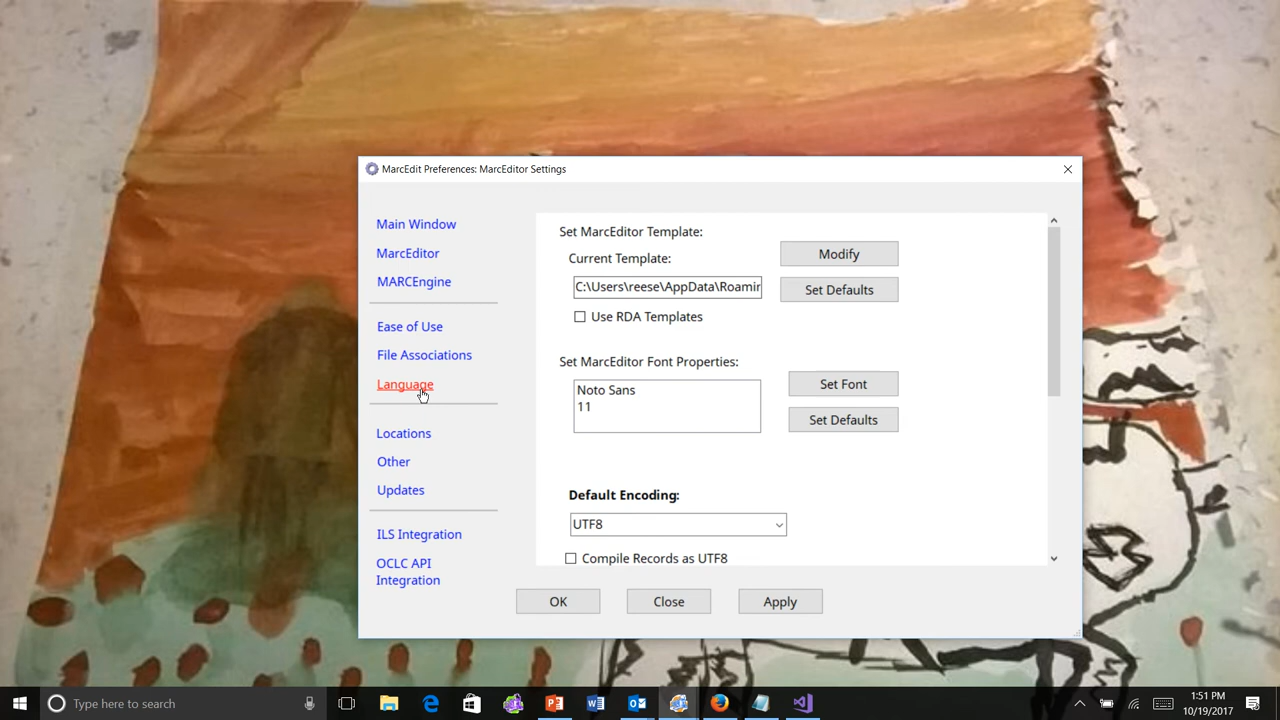 MarcEdit Preferences: MarcEditor Settings
Main Window
MarcEditor
MARCEngine
Ease of Use
File Associations
Language
Locations
Other
Updates
ILS Integration
OCLC API
Integration
Set MarcEditor Template:
Current Template:
Modify
C:\Users\reese\AppData\Roamir
Set Defaults
Use RDA Templates
Set MarcEditor Font Properties:
Noto Sans
11
Set Font
Set Defaults
Default Encoding:
UTF8
Compile Records as UTF8
OK
Close
Apply
Type here to search
1:51 PM
10/19/2017